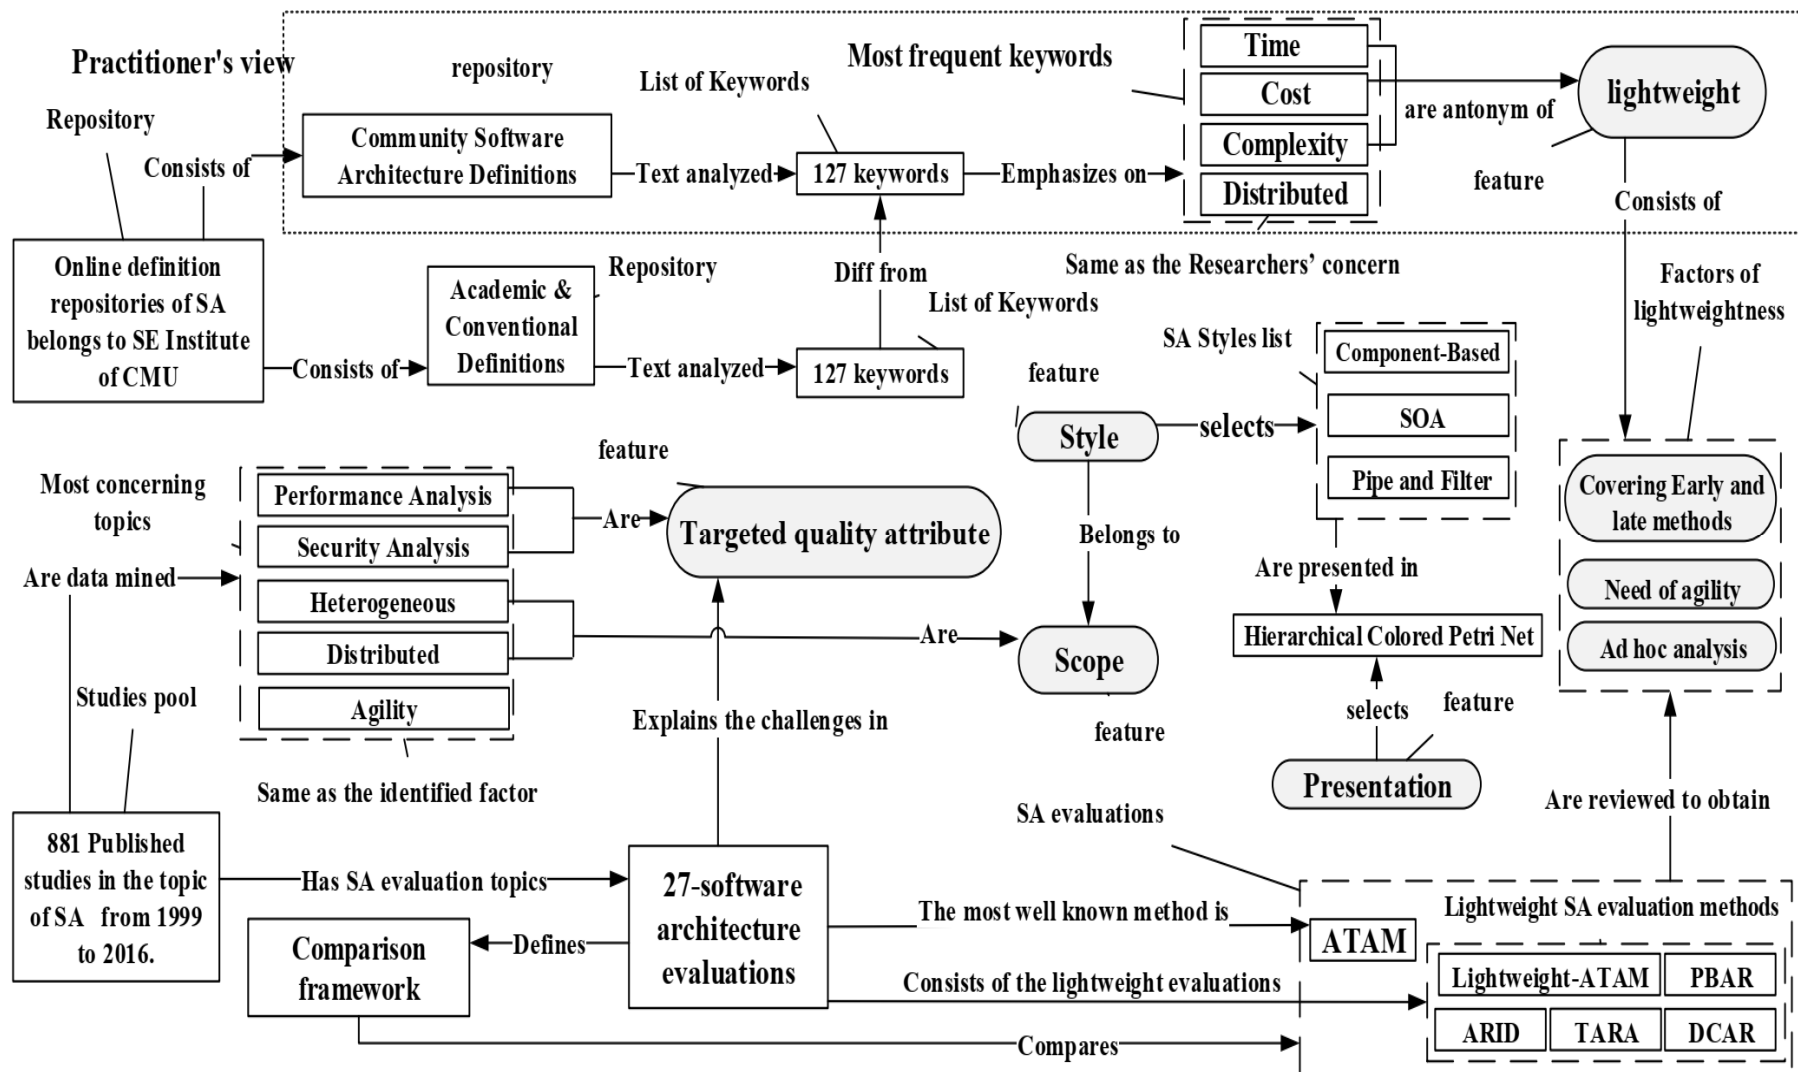 Practitioner's view
repository
List of Keywords
Most frequent keywords
Time
Cost
Complexity
Distributed
are antonym of
lightweight
Repository
Consists of
Community Software
Architecture Definitions
Text analyzed
127 keywords
Emphasizes on
feature
Consists of
Online definition
repositories of SA
belongs to SE Institute
of CMU
Consists of
Academic &
Conventional
Definitions
Repository
Text analyzed
Diff from
127 keywords
List of Keywords
Same as the Researchers' concern
Factors of
lightweightness
SA Styles list
Component-Based
SOA
Pipe and Filter
feature
Style
selects
Belongs to
Are presented in
Hierarchical Colored Petri Net
selects
feature
Presentation
Covering Early and
late methods
Need of agility
Ad hoc analysis
Most concerning
topics
Are data mined
Performance Analysis
Security Analysis
Heterogeneous
Distributed
Agility
feature
Are
Targeted quality attribute
Are
Scope
feature
Studies pool
Same as the identified factor
Explains the challenges in
SA evaluations
Are reviewed to obtain
881 Published
studies in the topic
of SA from 1999
to 2016.
Has SA evaluation topics
27-software
architecture
evaluations
Defines
Comparison
framework
The most well known method is
ATAM
Consists of the lightweight evaluations
Compares
Lightweight SA evaluation methods
Lightweight-ATAM
PBAR
ARID
TARA
DCAR